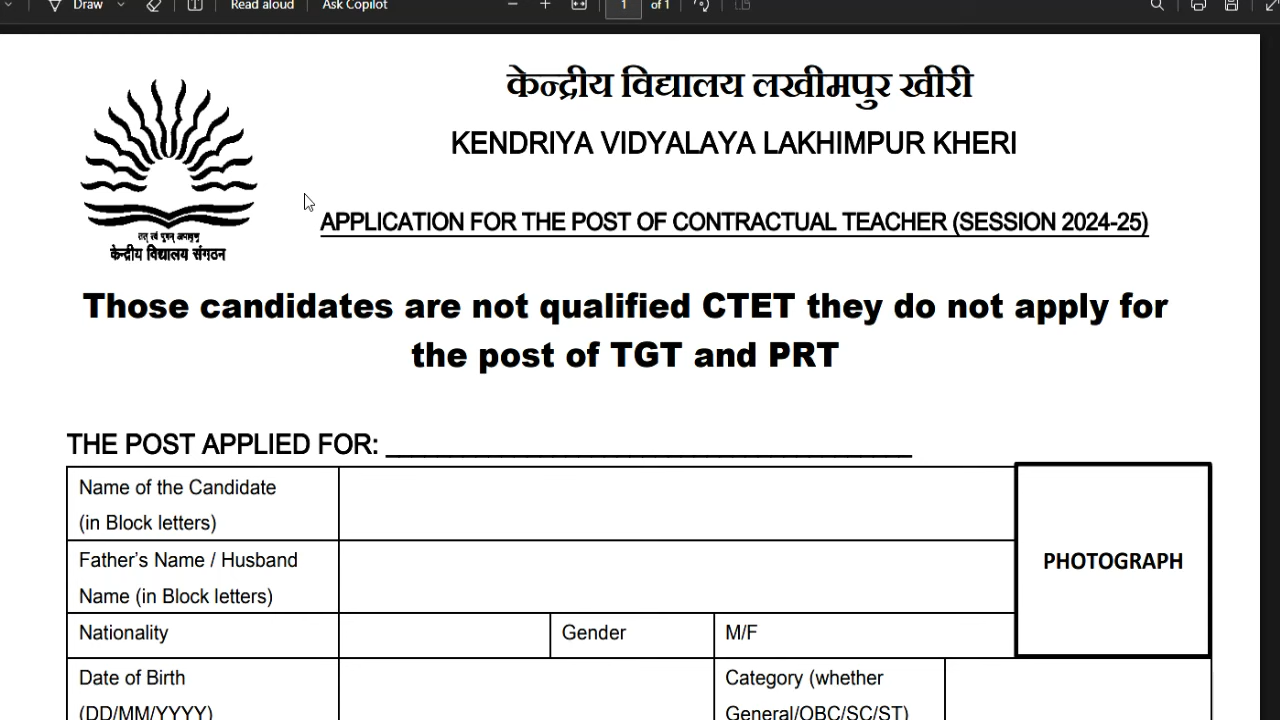 Draw Read aloud Ask Copilot 1 of 1
केन्द्रीय विद्यालय लखीमपुर खीरी
KENDRIYA VIDYALAYA LAKHIMPUR KHERI
APPLICATION FOR THE POST OF CONTRACTUAL TEACHER (SESSION 2024-25)
तत् त्वं पूषन् अपावृणु
केन्द्रीय विद्यालय संगठन
Those candidates are not qualified CTET they do not apply for
the post of TGT and PRT
THE POST APPLIED FOR: ___________________________________
Name of the Candidate
(in Block letters)
PHOTOGRAPH
Father's Name / Husband
Name (in Block letters)
Nationality Gender M/F
Date of Birth Category (whether
(DD/MM/YYYY) General/OBC/SC/ST)